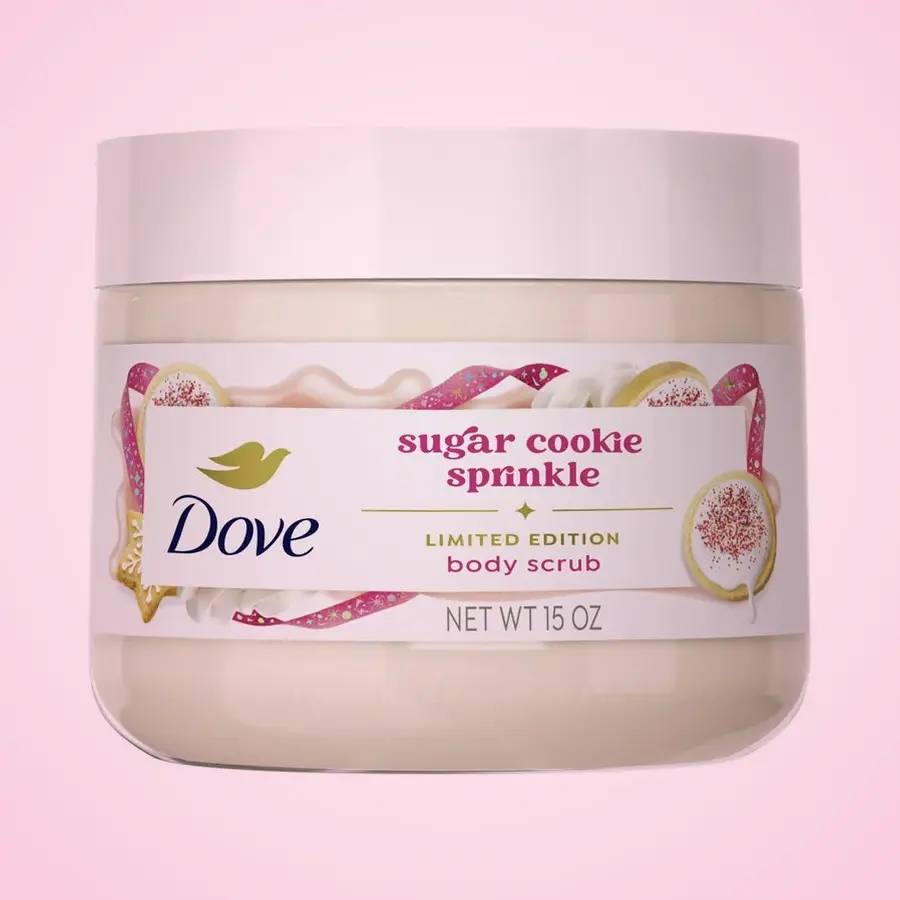 Dove
sugar cookie
sprinkle
LIMITED EDITION
body scrub
NET WT 15 OZ